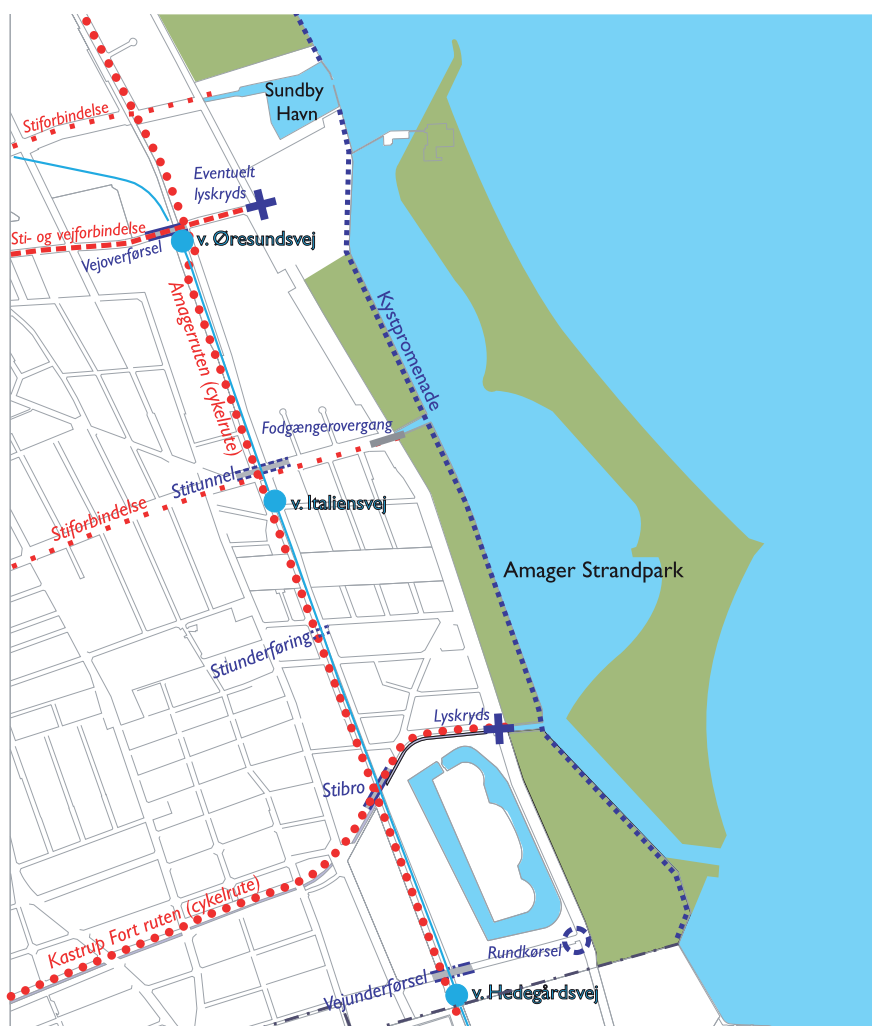 Sundby
Havn
Stiforbindelse
Eventuelt
lyskryds
Sti- og vejforbindelse
v. Øresundsvej
Vejoverførsel
Amagerruten (cykelrute)
Kystpromenade
Fodgængerovergang
Stitunnel
v. Italiensvej
Stiforbindelse
Amager Strandpark
Stiunderføring
Lyskryds
Stibro
Kastrup Fort ruten (cykelrute)
Rundkørsel
Vejunderførsel
v. Hedegårdsvej